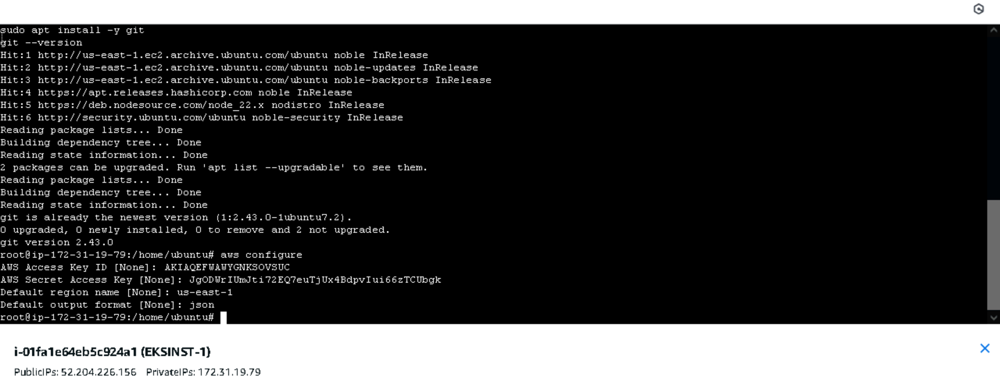 sudo apt install -y git
git --version
Hit:1 http://us-east-1.ec2.archive.ubuntu.com/ubuntu noble InRelease
Hit:2 http://us-east-1.ec2.archive.ubuntu.com/ubuntu noble-updates InRelease
Hit:3 http://us-east-1.ec2.archive.ubuntu.com/ubuntu noble-backports InRelease
Hit:4 https://apt.releases.hashicorp.com noble InRelease
Hit:5 https://deb.nodesource.com/node_22.x nodistro InRelease
Hit:6 http://security.ubuntu.com/ubuntu noble-security InRelease
Reading package lists... Done
Building dependency tree... Done
Reading state information... Done
2 packages can be upgraded. Run 'apt list --upgradable' to see them.
Reading package lists... Done
Building dependency tree... Done
Reading state information... Done
git is already the newest version (1:2.43.0-1ubuntu7.2).
0 upgraded, 0 newly installed, 0 to remove and 2 not upgraded.
git version 2.43.0
root@ip-172-31-19-79:/home/ubuntu# aws configure
AWS Access Key ID [None]:
AWS Secret Access Key [None]:
Default region name [None]: us-east-1
Default output format [None]: json
root@ip-172-31-19-79:/home/ubuntu#
i-01fa1e64eb5c924a1 (EKSINST-1)
PublicIPs: 52.204.226.156 PrivateIPs: 172.31.19.79